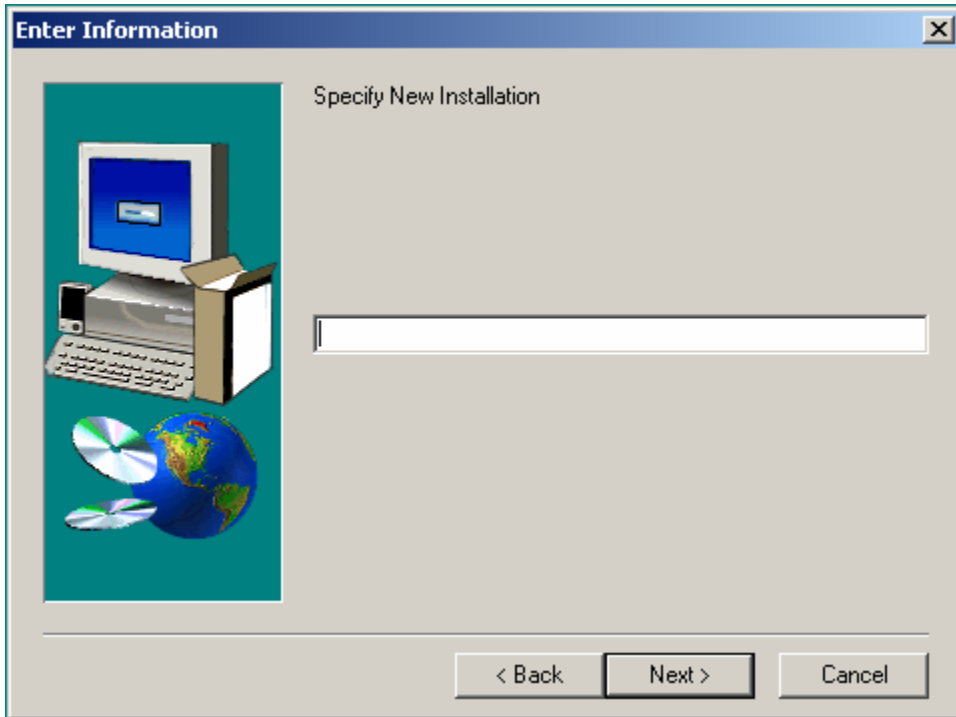 Enter Information
Specify New Installation
< Back
Next >
Cancel